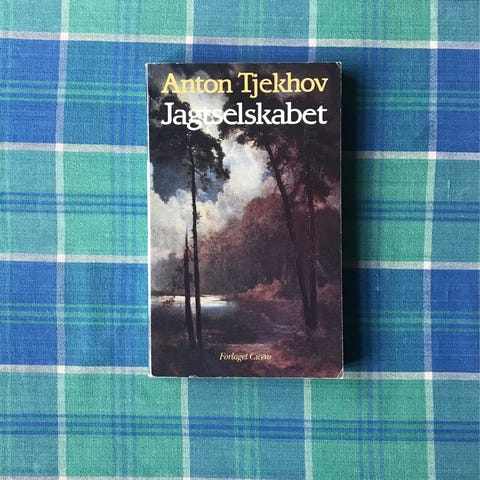 Anton Tjekhov
Jagtselskabet
Forlaget Cicero